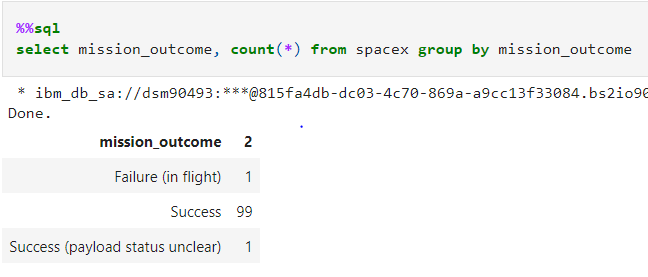 %%sql
select mission_outcome, count(*) from spacex group by mission_outcome
* ibm_db_sa://dsm90493:***@815fa4db-dc03-4c70-869a-a9cc13f33084.bs2io90
Done.
mission_outcome 2
Failure (in flight) 1
Success 99
Success (payload status unclear) 1